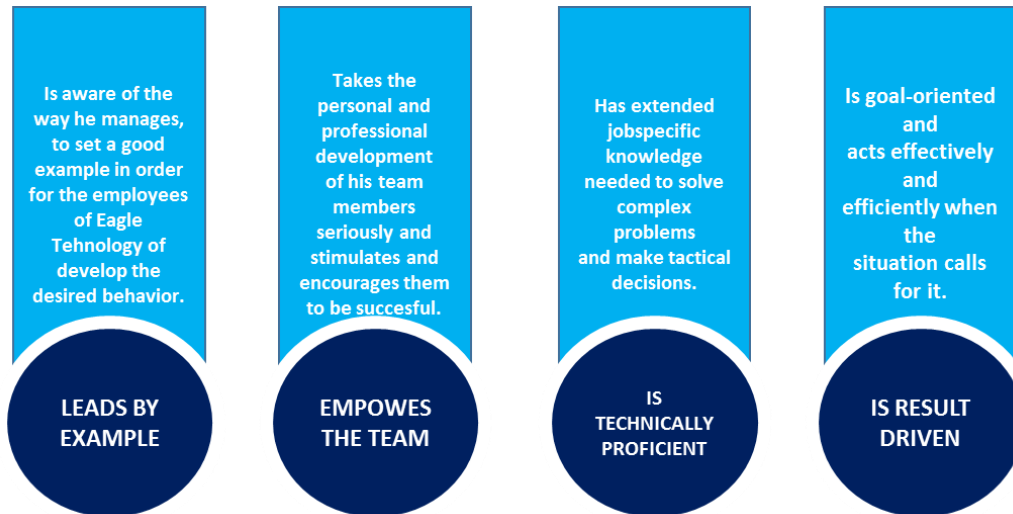 Is aware of the
way he manages,
to set a good
example in order
for the employees
of Eagle
Tehnology of
develop the
desired behavior.
LEADS BY
EXAMPLE
Takes the
personal and
professional
development
of his team
members
seriously and
stimulates and
encourages them
to be succesful.
EMPOWES
THE TEAM
Has extended
jobspecific
knowledge
needed to solve
complex
problems
and make tactical
decisions.
IS
TECHNICALLY
PROFICIENT
Is goal-oriented
and
acts effectively
and
efficiently when
the
situation calls
for it.
IS RESULT
DRIVEN